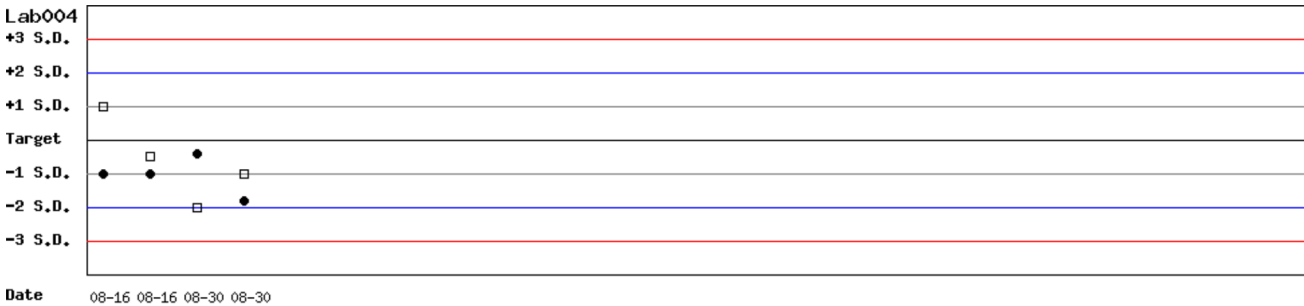 Lab004
+3 S.D.
+2 S.D.
+1 S.D.
Target
-1 S.D.
-2 S.D.
-3 S.D.
Date 08-16 08-16 08-30 08-30